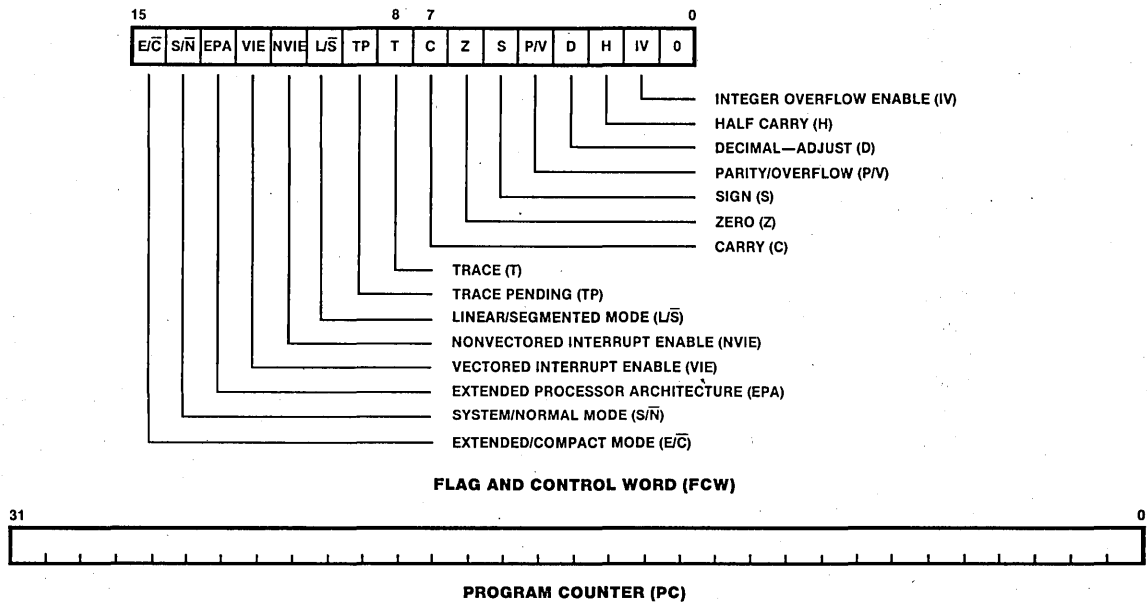 15 8 7 0
E/C̅ S/N̅ EPA VIE NVIE L/S̅ TP T C Z S P/V D H IV 0
INTEGER OVERFLOW ENABLE (IV)
HALF CARRY (H)
DECIMAL—ADJUST (D)
PARITY/OVERFLOW (P/V)
SIGN (S)
ZERO (Z)
CARRY (C)
TRACE (T)
TRACE PENDING (TP)
LINEAR/SEGMENTED MODE (L/S̅)
NONVECTORED INTERRUPT ENABLE (NVIE)
VECTORED INTERRUPT ENABLE (VIE)
EXTENDED PROCESSOR ARCHITECTURE (EPA)
SYSTEM/NORMAL MODE (S/N̅)
EXTENDED/COMPACT MODE (E/C̅)
FLAG AND CONTROL WORD (FCW)
31 0
PROGRAM COUNTER (PC)